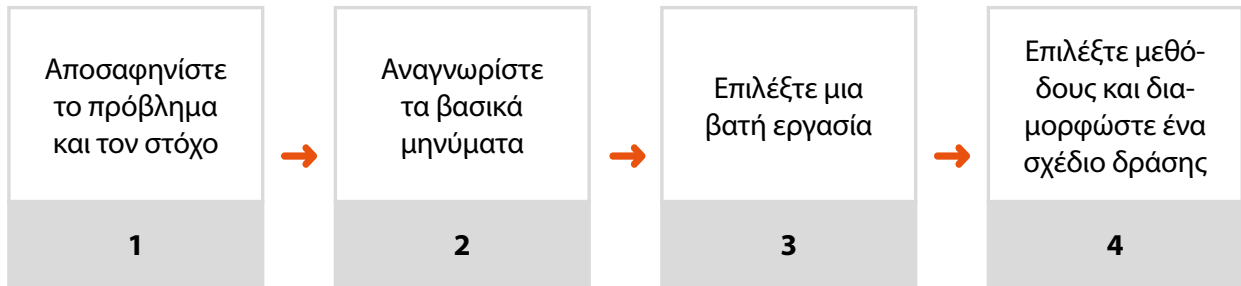 Αποσαφηνίστε
το πρόβλημα
και τον στόχο
1
Αναγνωρίστε
τα βασικά
μηνύματα
2
Επιλέξτε μια
βατή εργασία
3
Επιλέξτε μεθό-
δους και δια-
μορφώστε ένα
σχέδιο δράσης
4